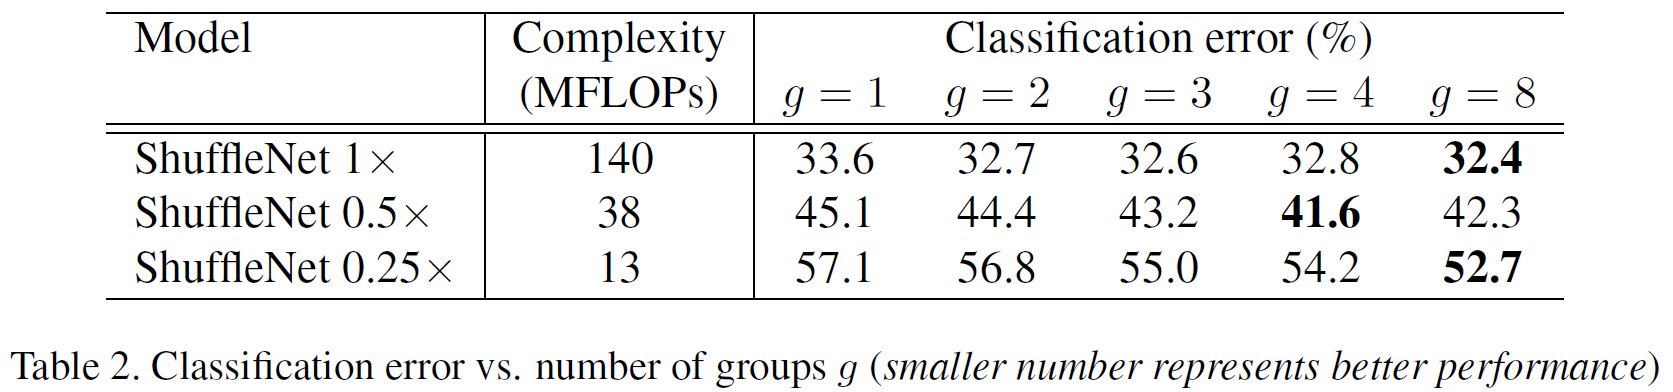 Model Complexity Classification error (%)
(MFLOPs) g = 1 g = 2 g = 3 g = 4 g = 8
ShuffleNet 1× 140 33.6 32.7 32.6 32.8 32.4
ShuffleNet 0.5× 38 45.1 44.4 43.2 41.6 42.3
ShuffleNet 0.25× 13 57.1 56.8 55.0 54.2 52.7
Table 2. Classification error vs. number of groups g (smaller number represents better performance)